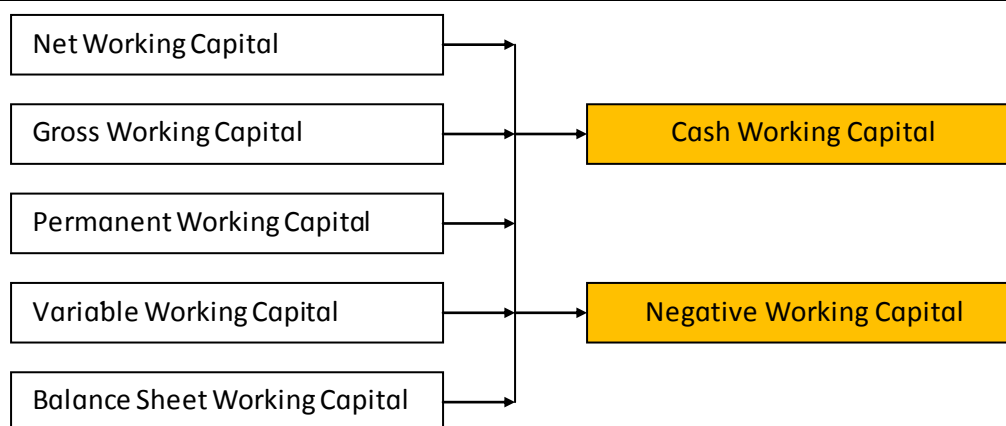 Net Working Capital
Gross Working Capital
Cash Working Capital
Permanent Working Capital
Variable Working Capital
Negative Working Capital
Balance Sheet Working Capital